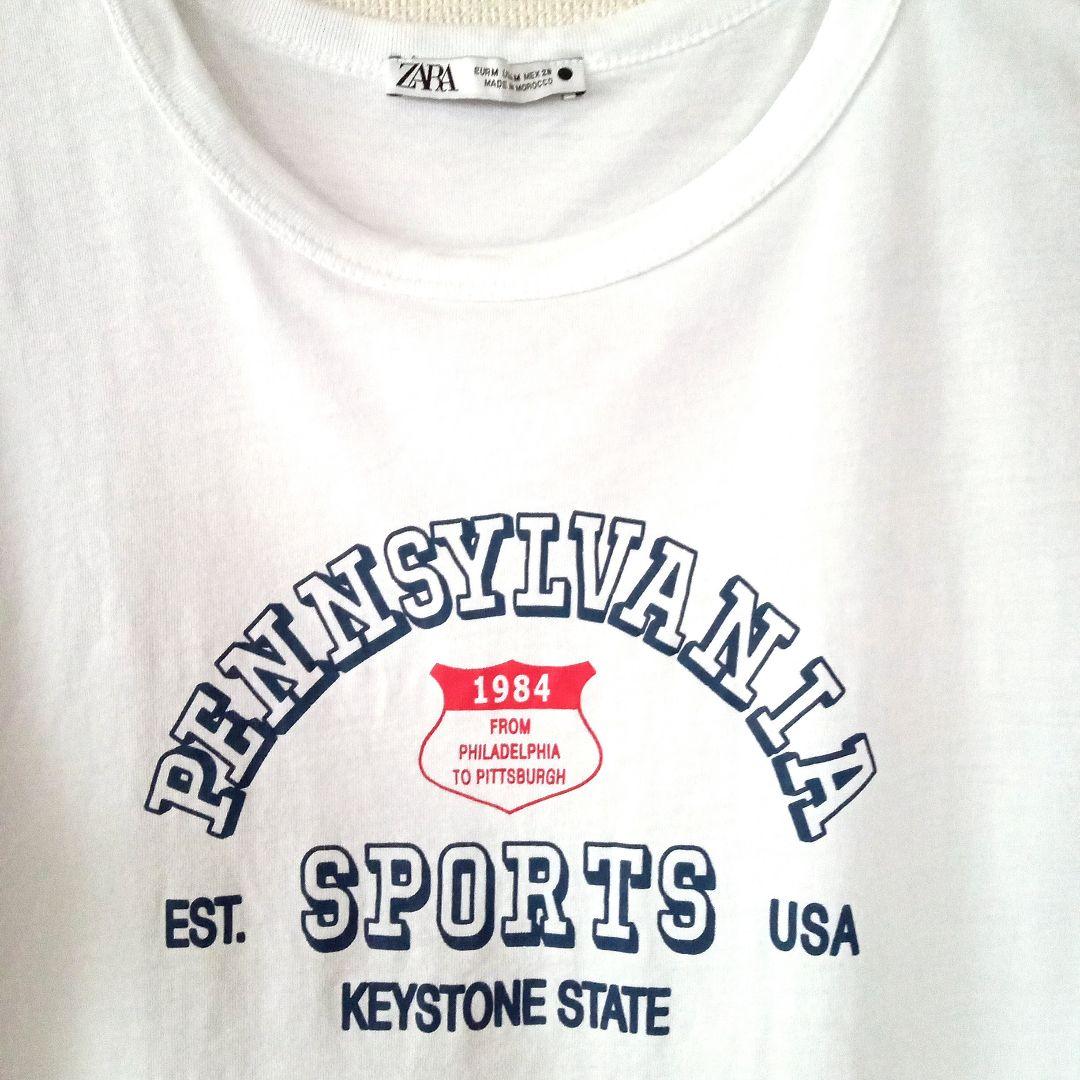 ZARA
EUR M USA M MEX 28
MADE IN MOROCCO
PENNSYLVANIA
1984
FROM
PHILADELPHIA
TO PITTSBURGH
EST. SPORTS USA
KEYSTONE STATE